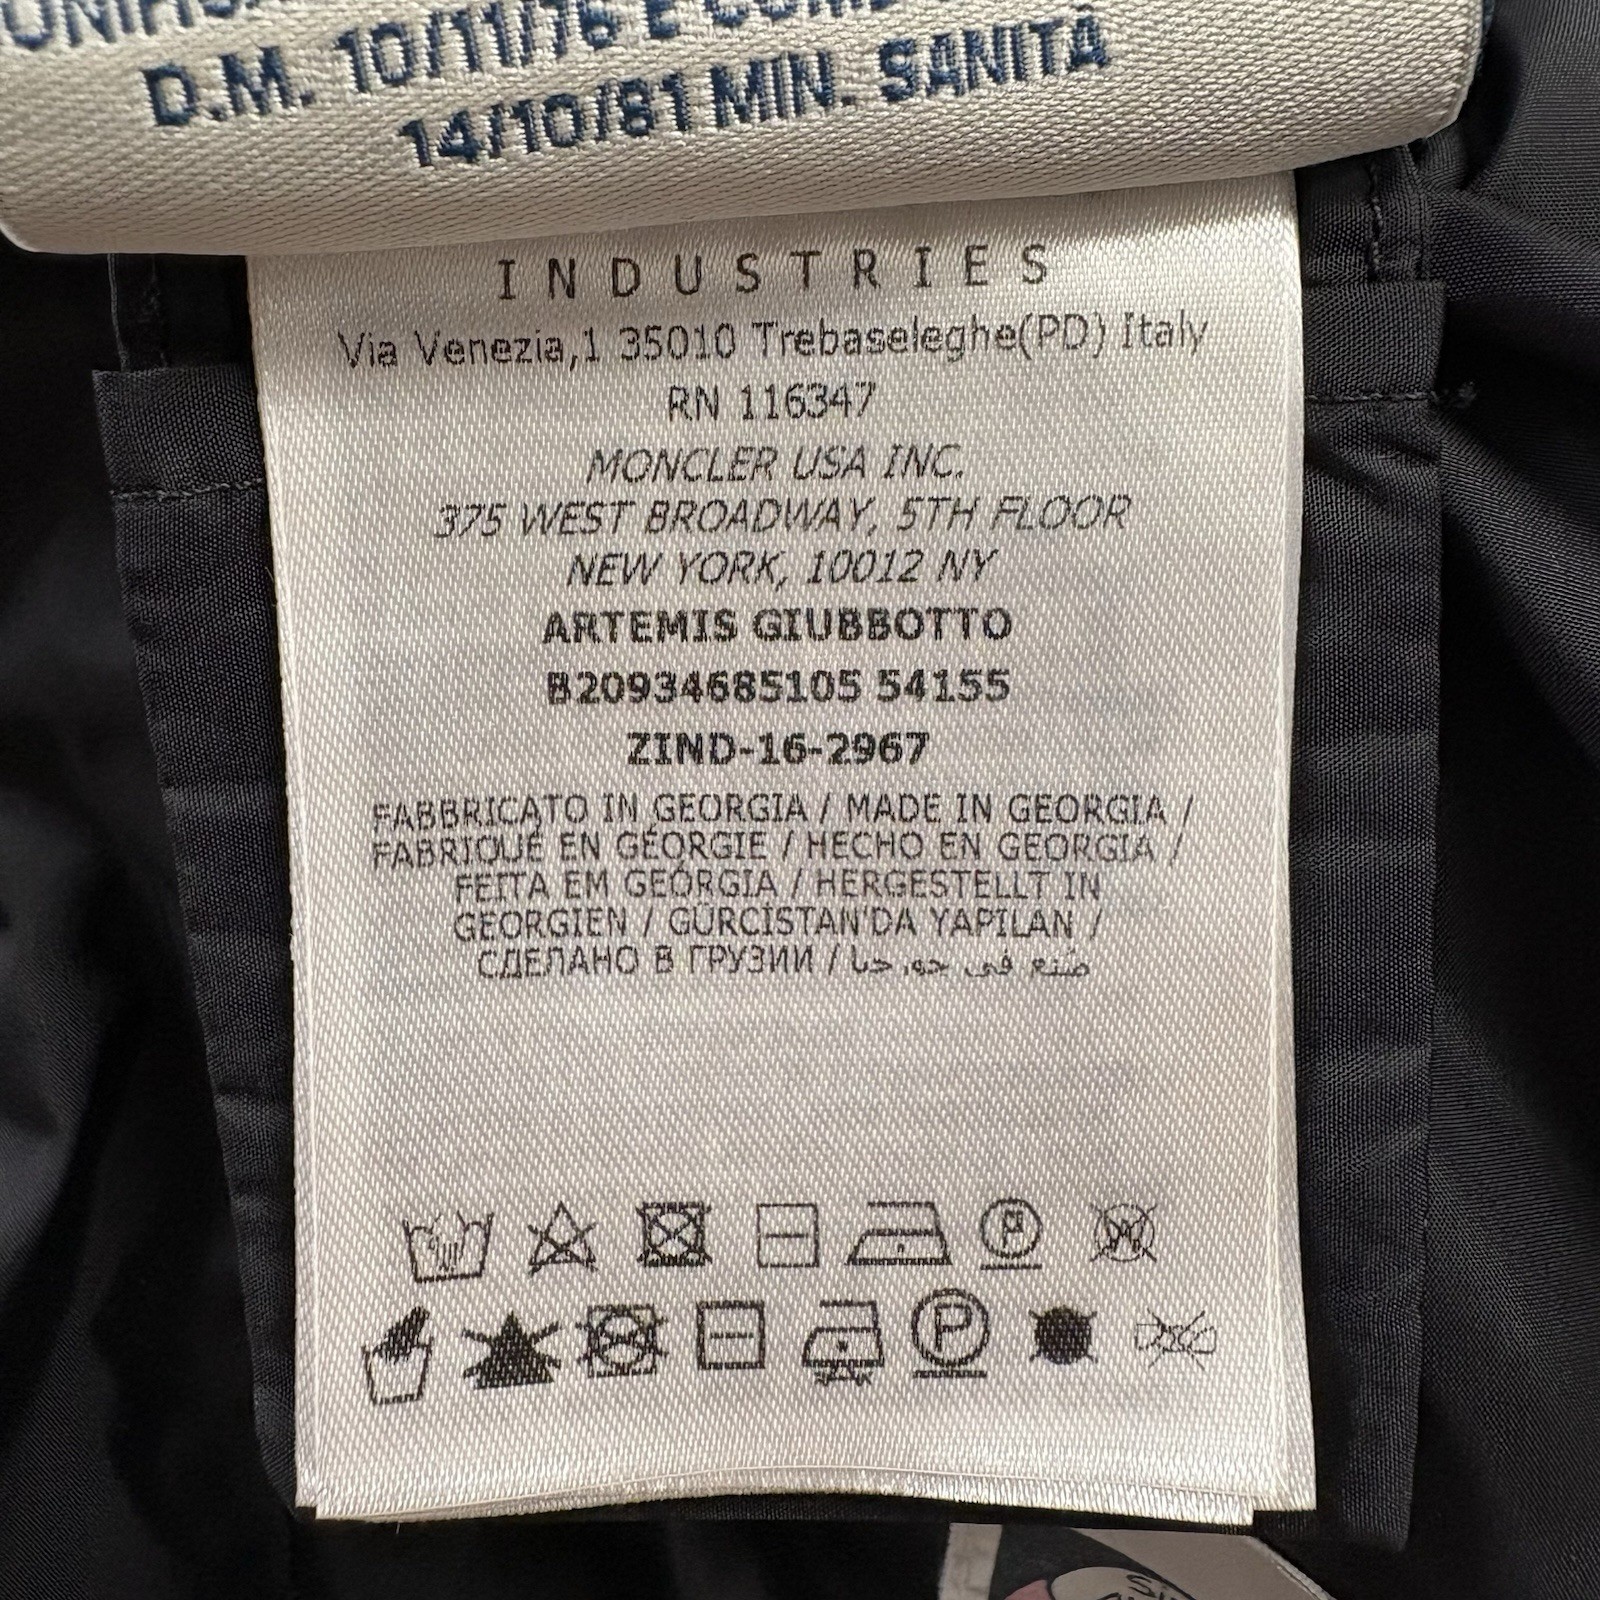 D.M. 10/11/76 E
14/10/81 MIN. SANITÀ
INDUSTRIES
Via Venezia,1 35010 Trebaseleghe(PD) Italy
RN 116347
MONCLER USA INC.
375 WEST BROADWAY, 5TH FLOOR
NEW YORK, 10012 NY
ARTEMIS GIUBBOTTO
B20934685105 54155
ZIND-16-2967
FABBRICATO IN GEORGIA / MADE IN GEORGIA /
FABRIQUÉ EN GÉORGIE / HECHO EN GEORGIA /
FEITA EM GEÓRGIA / HERGESTELLT IN
GEORGIEN / GÜRCİSTAN'DA YAPILAN /
СДЕЛАНО В ГРУЗИИ / صنع في جورجيا
P W
P